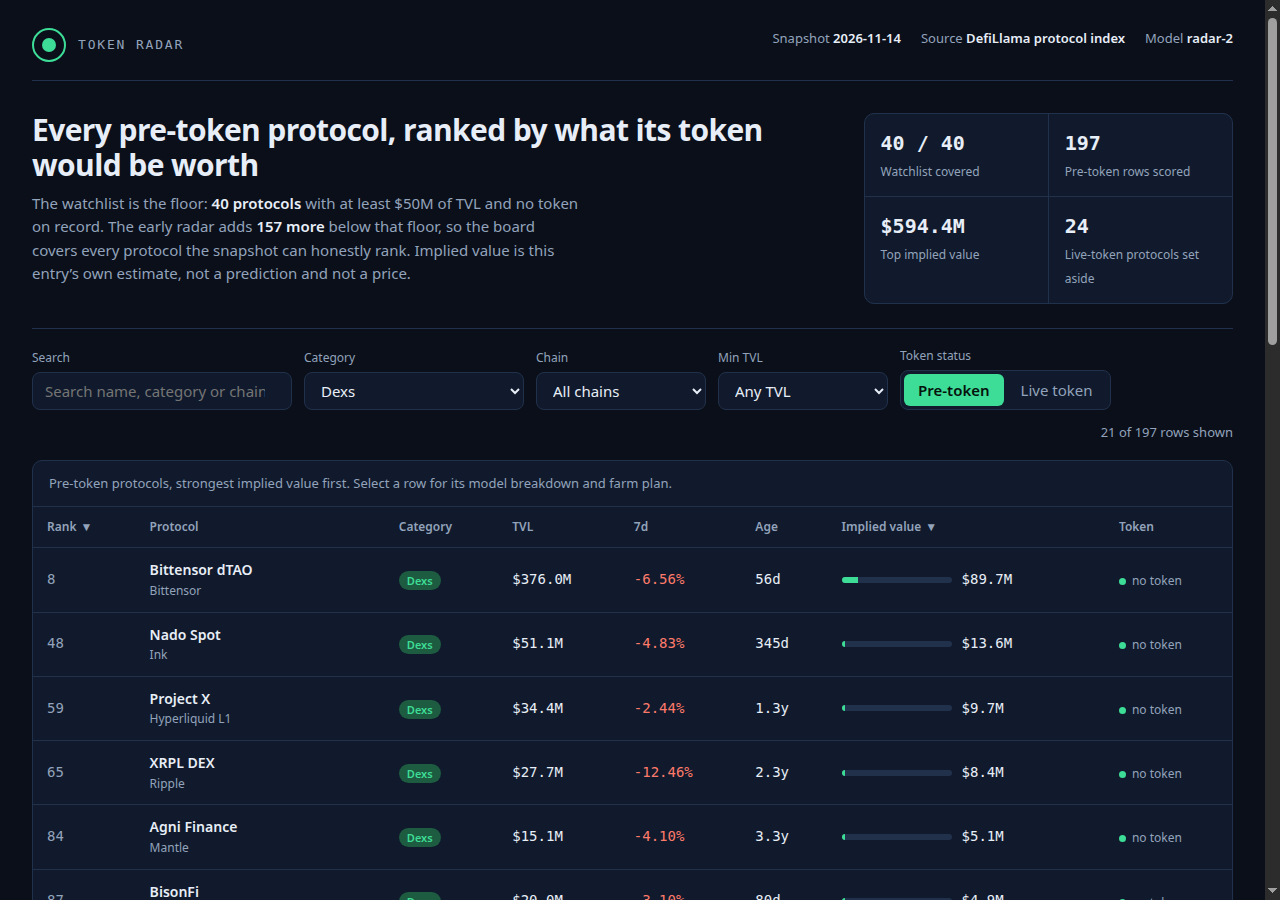 TOKEN RADAR
Snapshot 2026-11-14 Source DefiLlama protocol index Model radar-2
Every pre-token protocol, ranked by what its token
would be worth
The watchlist is the floor: 40 protocols with at least $50M of TVL and no token
on record. The early radar adds 157 more below that floor, so the board
covers every protocol the snapshot can honestly rank. Implied value is this
entry's own estimate, not a prediction and not a price.
40 / 40
Watchlist covered
197
Pre-token rows scored
$594.4M
Top implied value
24
Live-token protocols set
aside
Search
Search name, category or chain
Category
Dexs
Chain
All chains
Min TVL
Any TVL
Token status
Pre-token Live token
21 of 197 rows shown
Pre-token protocols, strongest implied value first. Select a row for its model breakdown and farm plan.
Rank ▼ Protocol Category TVL 7d Age Implied value ▼ Token
8 Bittensor dTAO Dexs $376.0M -6.56% 56d $89.7M no token
Bittensor
48 Nado Spot Dexs $51.1M -4.83% 345d $13.6M no token
Ink
59 Project X Dexs $34.4M -2.44% 1.3y $9.7M no token
Hyperliquid L1
65 XRPL DEX Dexs $27.7M -12.46% 2.3y $8.4M no token
Ripple
84 Agni Finance Dexs $15.1M -4.10% 3.3y $5.1M no token
Mantle
87 BisonFi Dexs $20.0M -3.10% 80d $4.9M